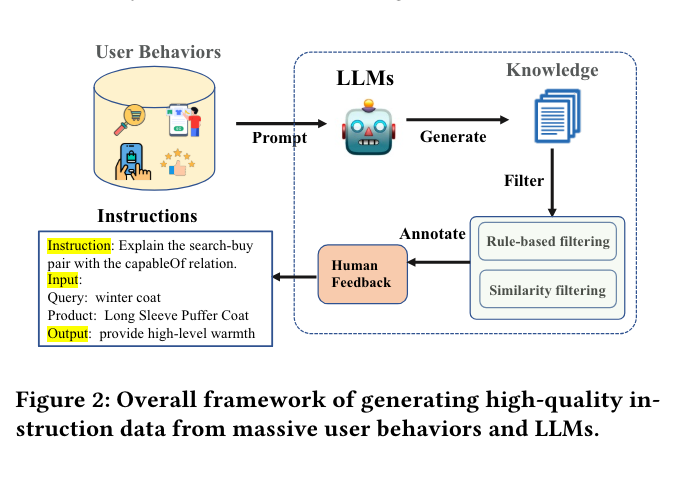 User Behaviors
LLMs
Knowledge
Prompt
Generate
Filter
Instructions
Annotate
Rule-based filtering
Similarity filtering
Human
Feedback
Instruction: Explain the search-buy
pair with the capableOf relation.
Input:
Query: winter coat
Product: Long Sleeve Puffer Coat
Output: provide high-level warmth
Figure 2: Overall framework of generating high-quality in-
struction data from massive user behaviors and LLMs.